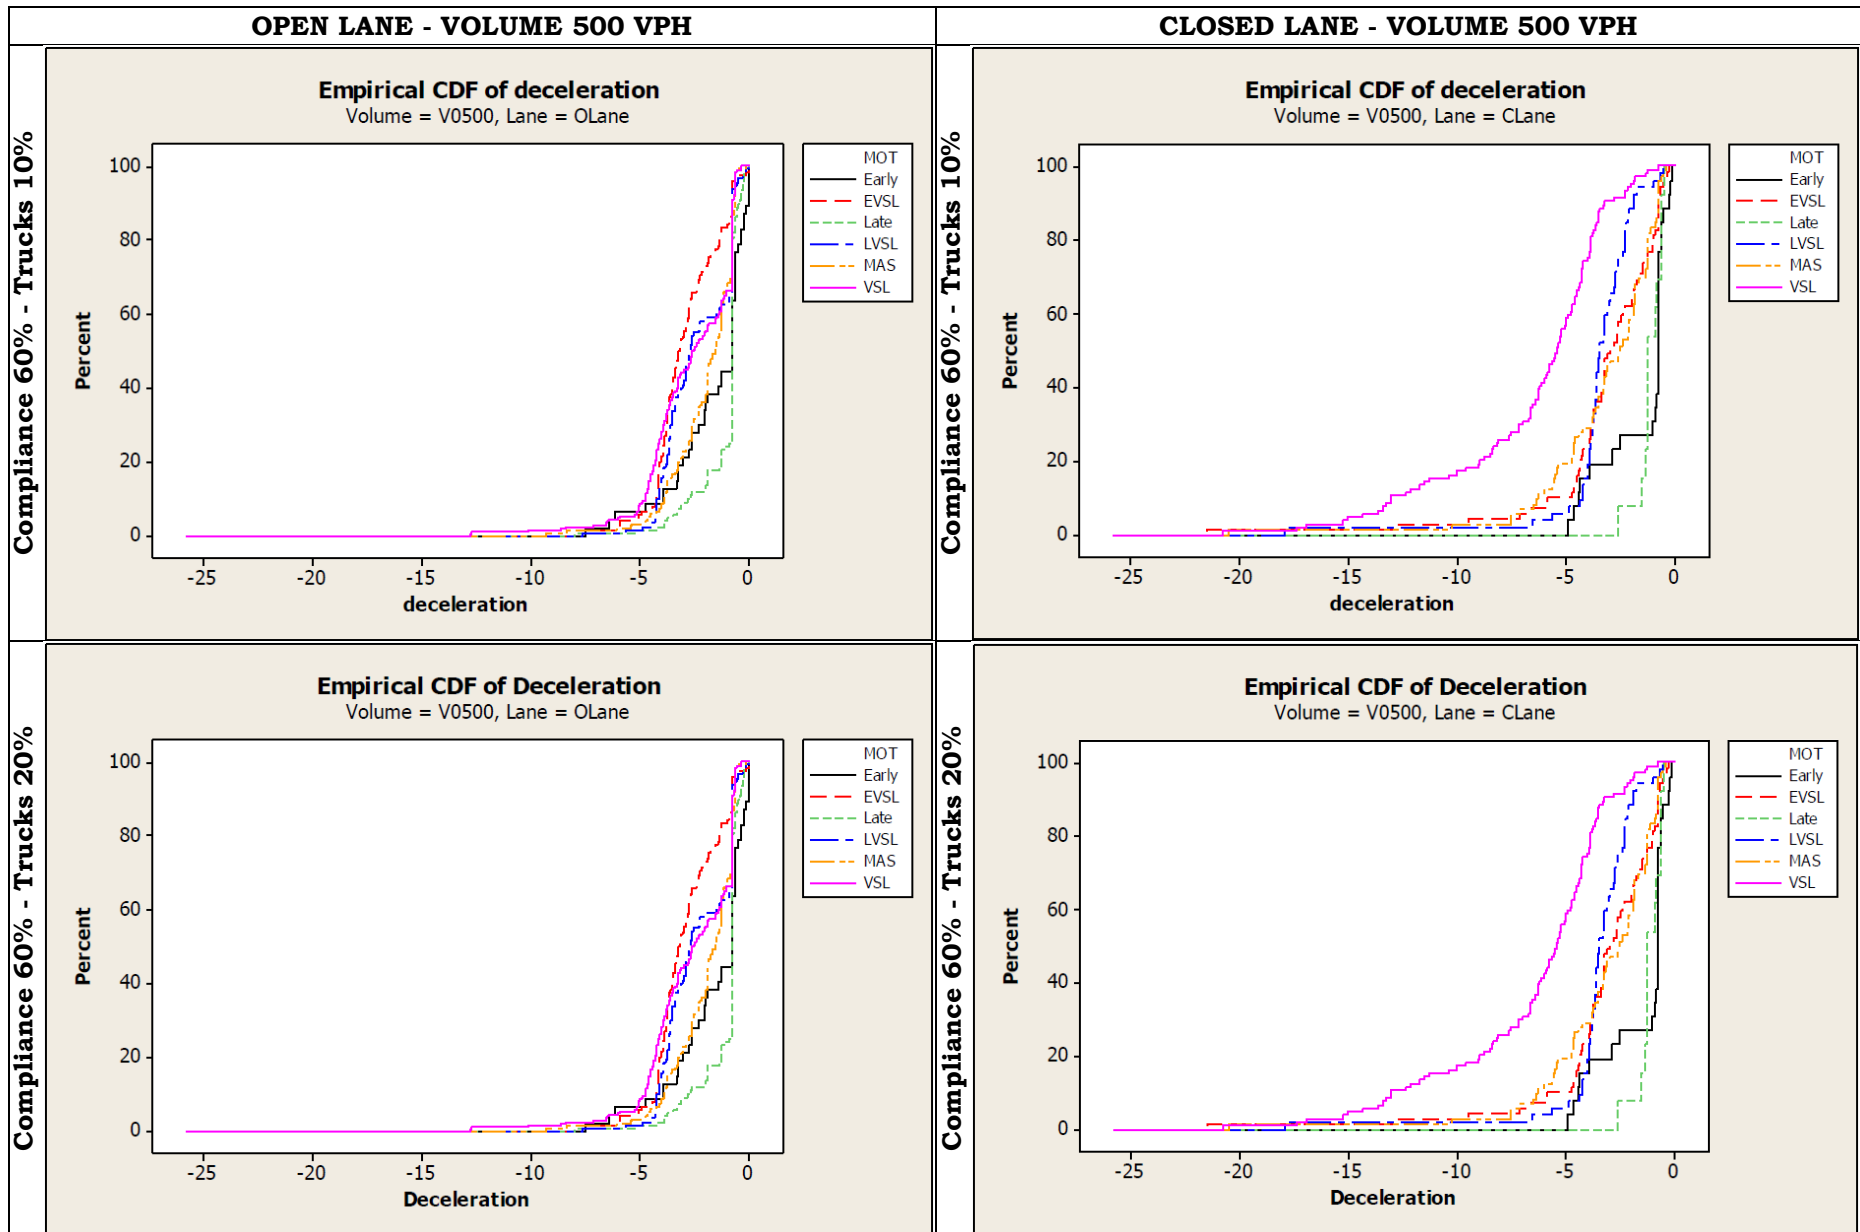 OPEN LANE - VOLUME 500 VPH
CLOSED LANE - VOLUME 500 VPH
Compliance 60% - Trucks 10%
Empirical CDF of deceleration
Volume = V0500, Lane = OLane
Percent
100
80
60
40
20
0
-25 -20 -15 -10 -5 0
deceleration
MOT
Early
EVSL
Late
LVSL
MAS
VSL
Compliance 60% - Trucks 10%
Empirical CDF of deceleration
Volume = V0500, Lane = CLane
Percent
100
80
60
40
20
0
-25 -20 -15 -10 -5 0
deceleration
MOT
Early
EVSL
Late
LVSL
MAS
VSL
Compliance 60% - Trucks 20%
Empirical CDF of Deceleration
Volume = V0500, Lane = OLane
Percent
100
80
60
40
20
0
-25 -20 -15 -10 -5 0
Deceleration
MOT
Early
EVSL
Late
LVSL
MAS
VSL
Compliance 60% - Trucks 20%
Empirical CDF of Deceleration
Volume = V0500, Lane = CLane
Percent
100
80
60
40
20
0
-25 -20 -15 -10 -5 0
Deceleration
MOT
Early
EVSL
Late
LVSL
MAS
VSL